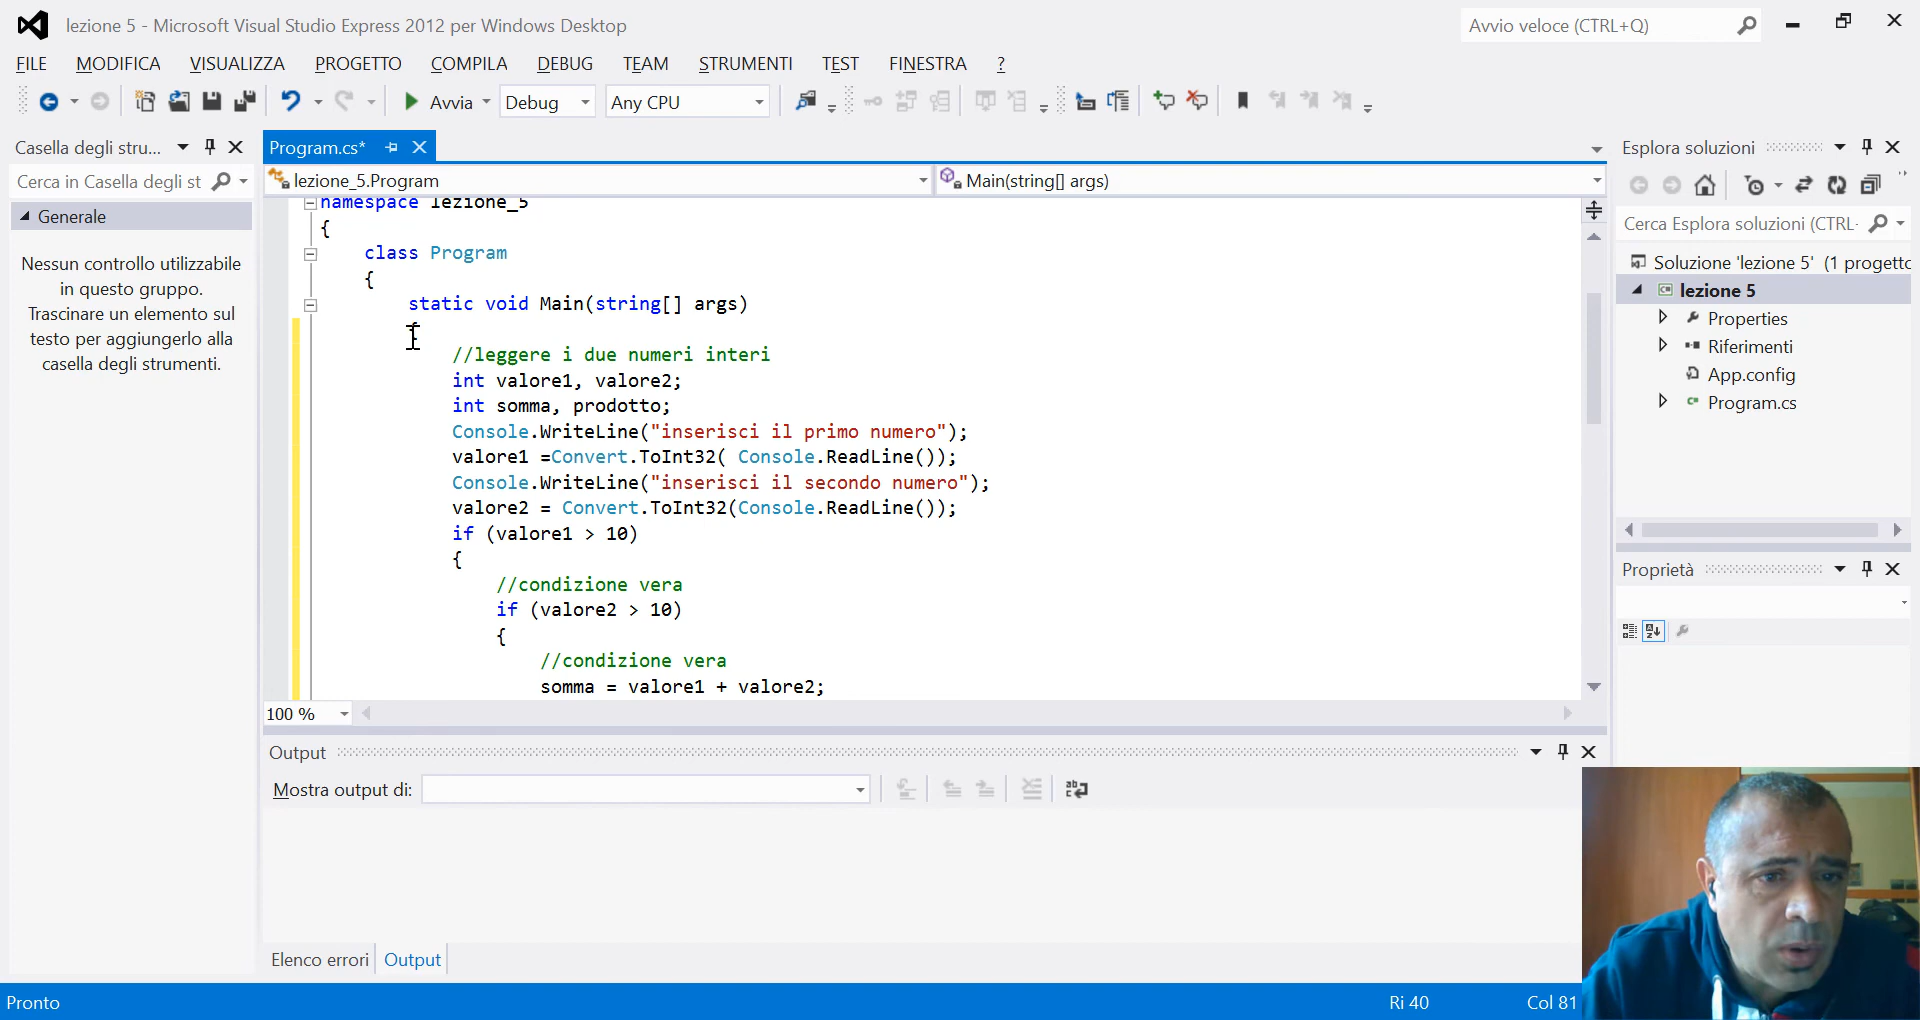 lezione 5 - Microsoft Visual Studio Express 2012 per Windows Desktop
Avvio veloce (CTRL+Q)
FILE MODIFICA VISUALIZZA PROGETTO COMPILA DEBUG TEAM STRUMENTI TEST FINESTRA ?
Avvia Debug Any CPU
Casella degli stru...
Cerca in Casella degli st
Generale
Nessun controllo utilizzabile
in questo gruppo.
Trascinare un elemento sul
testo per aggiungerlo alla
casella degli strumenti.
Program.cs*
lezione_5.Program
Main(string[] args)
namespace lezione_5
{
class Program
{
static void Main(string[] args)
{
//leggere i due numeri interi
int valore1, valore2;
int somma, prodotto;
Console.WriteLine("inserisci il primo numero");
valore1 =Convert.ToInt32( Console.ReadLine());
Console.WriteLine("inserisci il secondo numero");
valore2 = Convert.ToInt32(Console.ReadLine());
if (valore1 > 10)
{
//condizione vera
if (valore2 > 10)
{
//condizione vera
somma = valore1 + valore2;
100 %
Output
Mostra output di:
Elenco errori
Output
Esplora soluzioni
Cerca Esplora soluzioni (CTRL-
Soluzione 'lezione 5' (1 progetto
lezione 5
Properties
Riferimenti
App.config
Program.cs
Proprietà
Pronto
Ri 40
Col 81